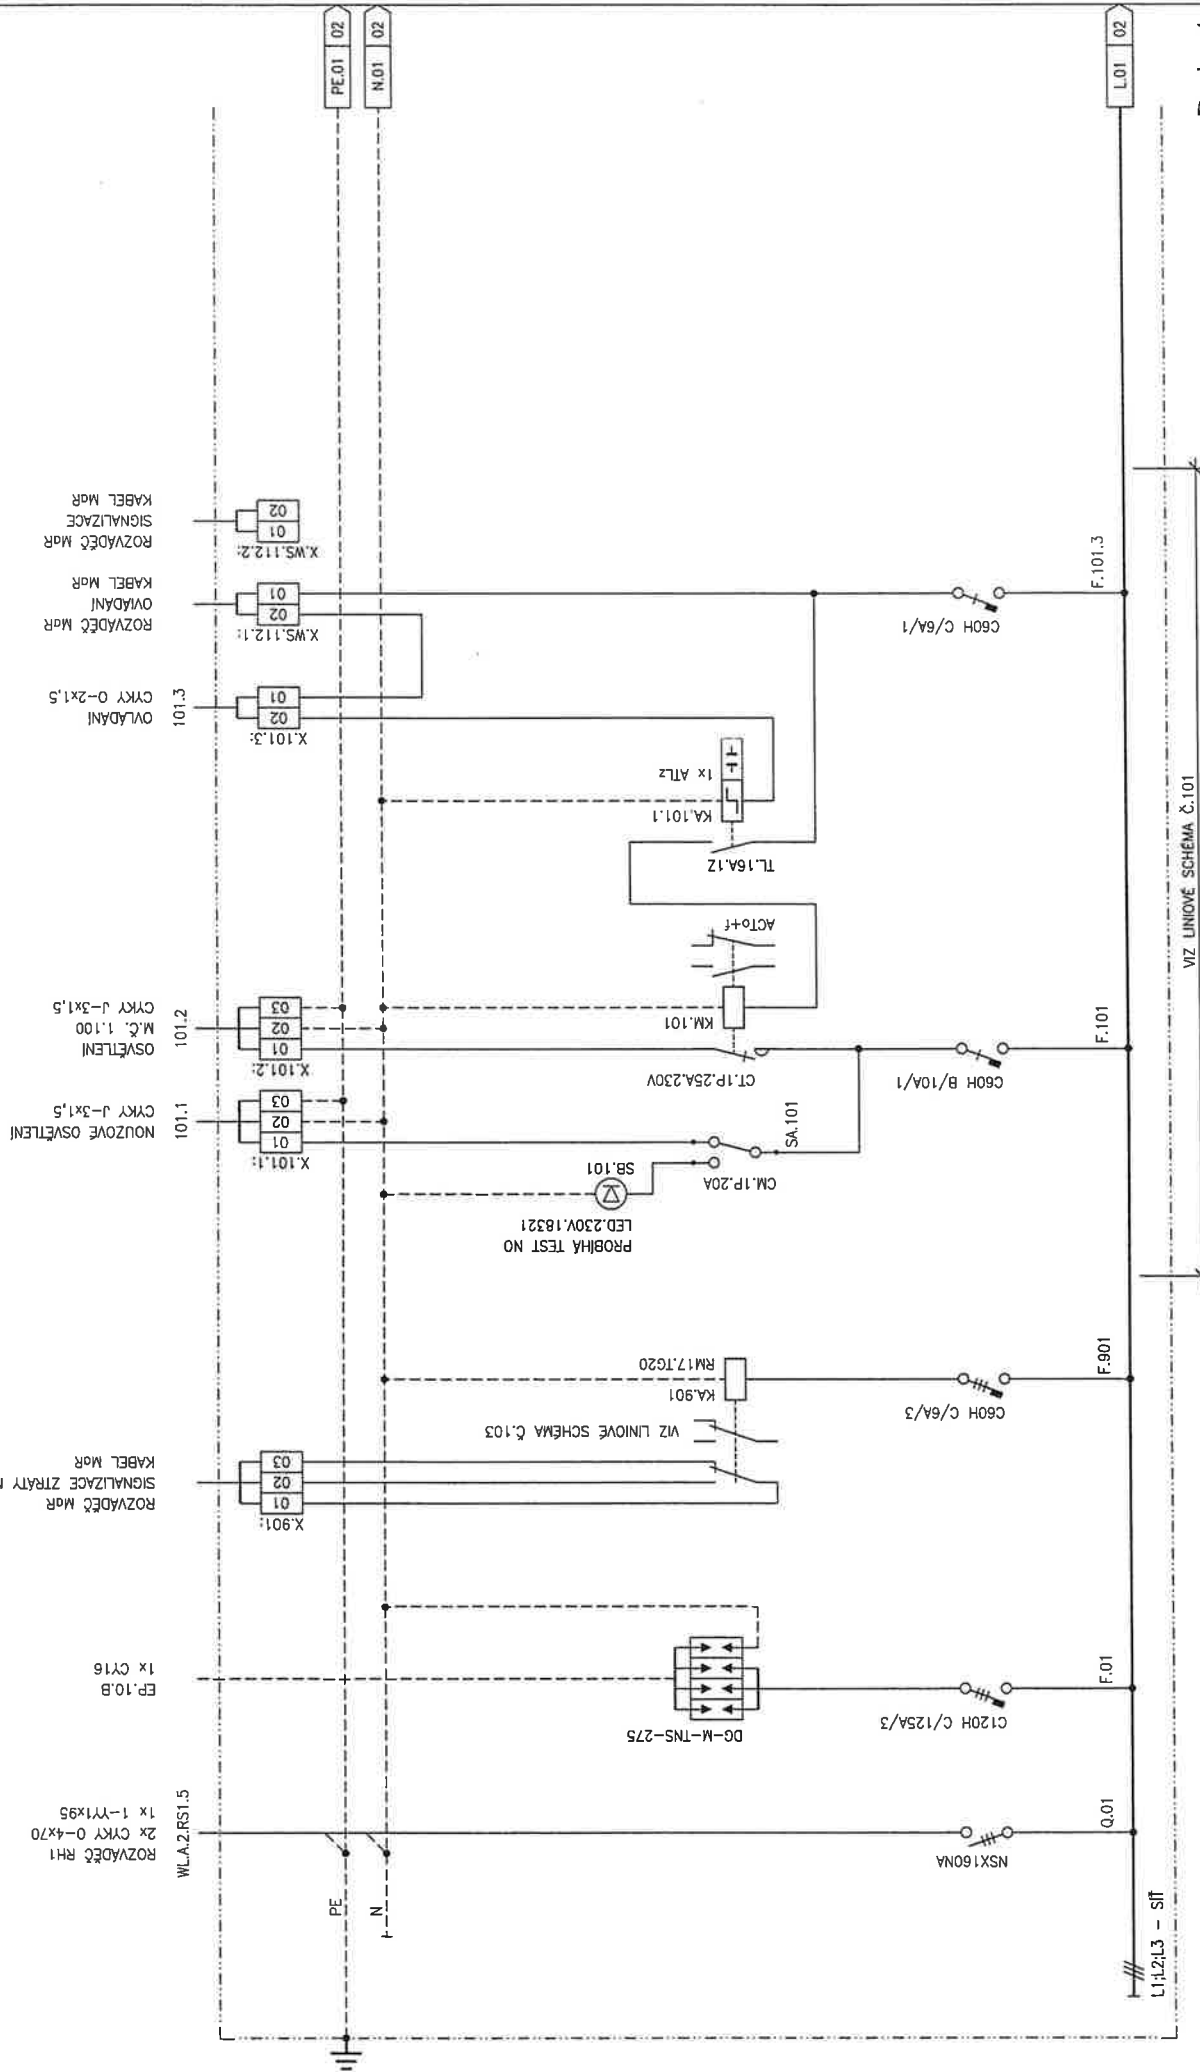 PE.01 02
N.01 02
L.01 02
ROZVÁDĚČ MaR
SIGNALIZACE
KABEL MaR
X.WS.112.2:
01
02
ROZVÁDĚČ MaR
OVLÁDÁNÍ
KABEL MaR
X.WS.112.1:
02
01
OVLÁDÁNÍ
CYKY O-2x1,5
101.3
X.101.3:
02
01
F.101.3
C60H C/6A/1
1x ATLz
KA.101.1
TL.16A.1Z
ACTo+f
KM.101
CT.1P.25A.230V
OSVĚTLENÍ
M.Č. 1.100
CYKY J-3x1,5
101.2
X.101.2:
01
02
03
F.101
C60H B/10A/1
NOUZOVÉ OSVĚTLENÍ
CYKY J-3x1,5
101.1
X.101.1:
01
02
03
SA.101
CM.1P.20A
SB.101
PROBÍHÁ TEST NO
LED.230V.18321
VIZ LINIOVÉ SCHÉMA Č.101
F.901
C60H C/6A/3
RM17.TG20
KA.901
VIZ LINIOVÉ SCHÉMA Č.103
ROZVÁDĚČ MaR
SIGNALIZACE ZTRÁTY
KABEL MaR
X.901:
01
02
03
EP.10.B
1x CY16
DG-M-TNS-275
F.01
C120H C/125A/3
ROZVÁDĚČ RH1
2x CYKY O-4x70
1x 1-YY1x95
WL.A.2.RS1.5
Q.01
NSX160NA
PE
N
L1;L2;L3 - SÍŤ